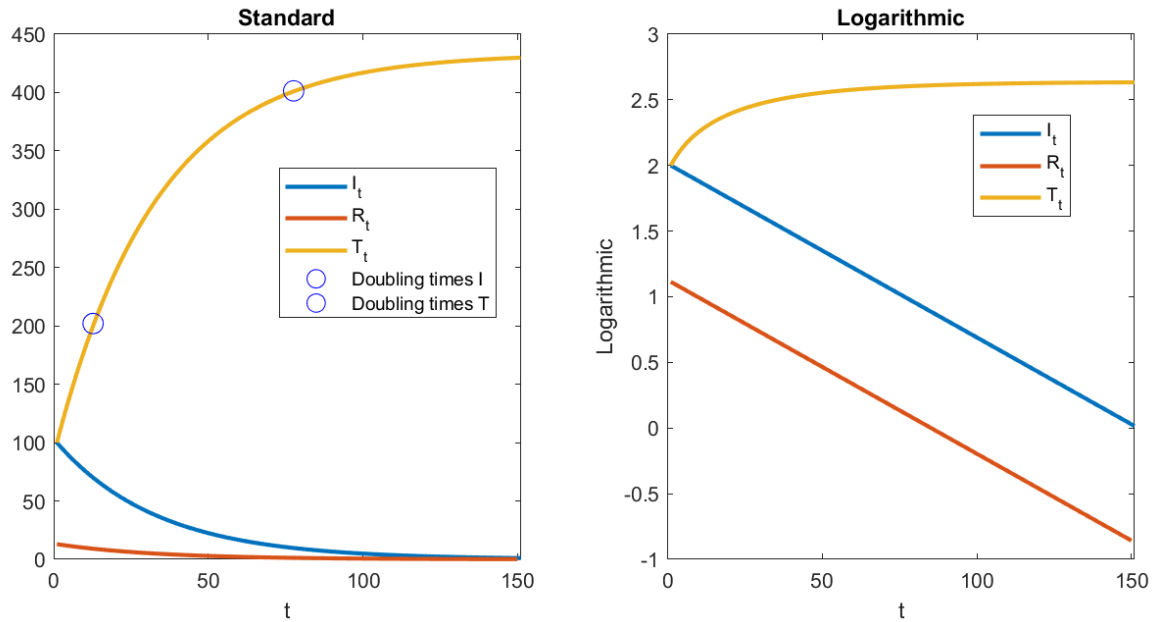 Standard
450
400
350
300
250
200
150
100
50
0
0 50 100 150
t
I_t
R_t
T_t
Doubling times I
Doubling times T
Logarithmic
Logarithmic
3
2.5
2
1.5
1
0.5
0
-0.5
-1
0 50 100 150
t
I_t
R_t
T_t